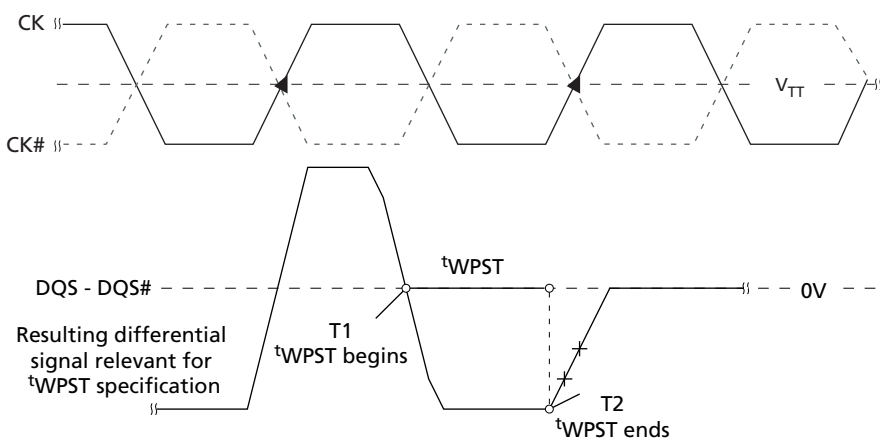 CK
V_TT
CK#
tWPST
DQS - DQS#
0V
T1
tWPST begins
Resulting differential
signal relevant for
tWPST specification
T2
tWPST ends